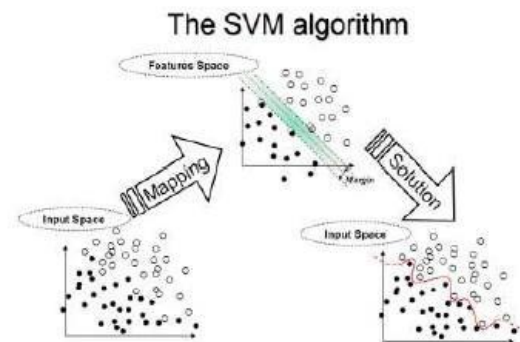 The SVM algorithm
Features Space
Margin
Mapping
Solution
Input Space
Input Space